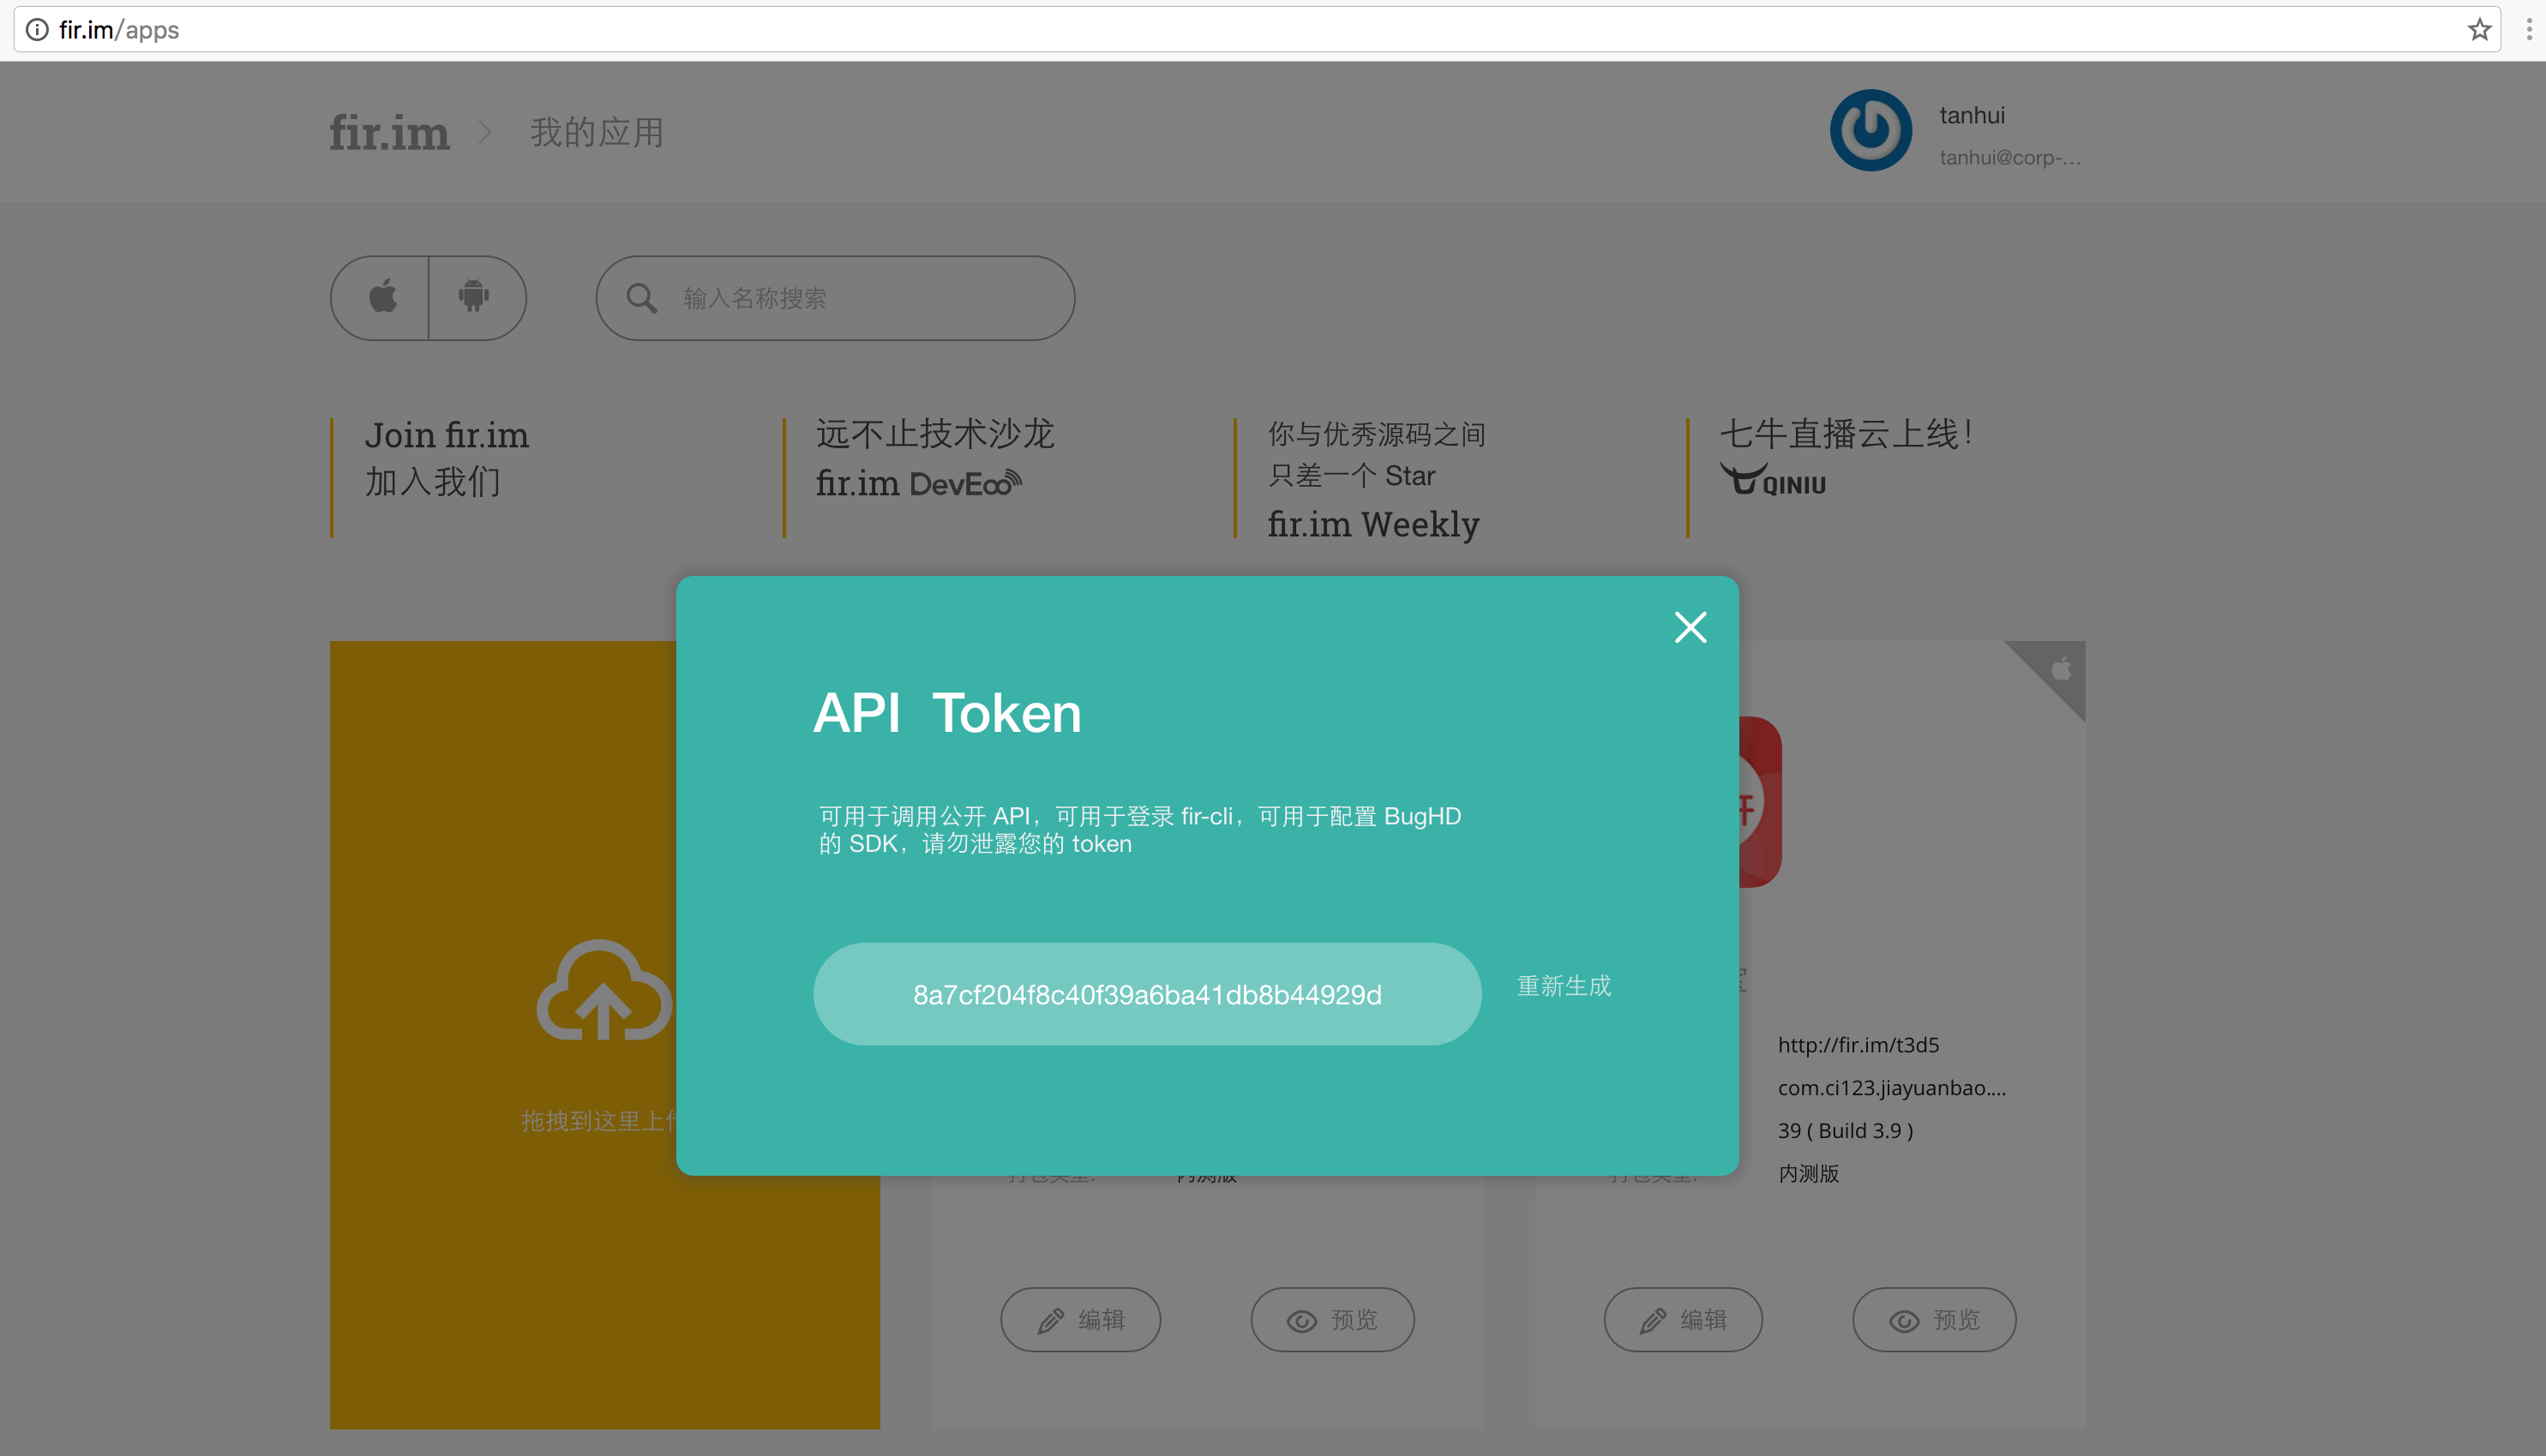 fir.im/apps
fir.im
我的应用
tanhui
tanhui@corp-...
输入名称搜索
Join fir.im
加入我们
远不止技术沙龙
fir.im DevEoo
你与优秀源码之间
只差一个 Star
fir.im Weekly
七牛直播云上线！
QINIU
API Token
可用于调用公开 API，可用于登录 fir-cli，可用于配置 BugHD
的 SDK，请勿泄露您的 token
8a7cf204f8c40f39a6ba41db8b44929d
重新生成
拖拽到这里上传
http://fir.im/t3d5
com.ci123.jiayuanbao....
39 ( Build 3.9 )
内测版
内测版
编辑
预览
编辑
预览